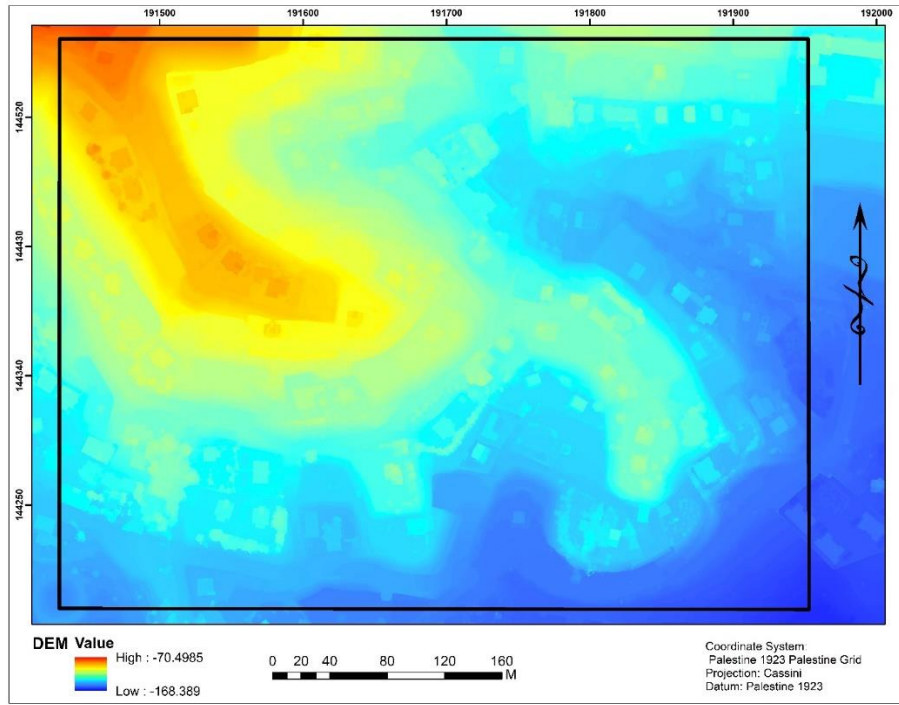 191500 191600 191700 191800 191900 192000
144520
144430
144340
144250
DEM Value
High : -70.4985
Low : -168.389
0 20 40 80 120 160
M
Coordinate System:
Palestine 1923 Palestine Grid
Projection: Cassini
Datum: Palestine 1923